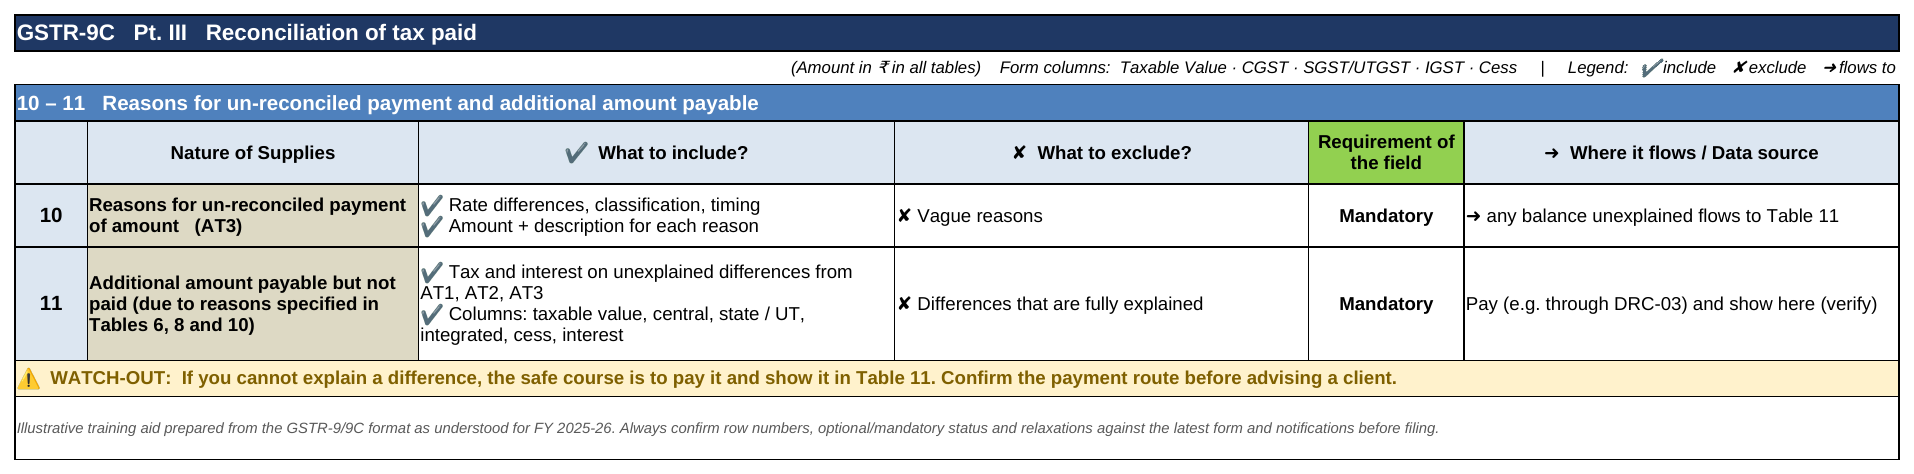 GSTR-9C Pt. III Reconciliation of tax paid
(Amount in ₹ in all tables) Form columns: Taxable Value · CGST · SGST/UTGST · IGST · Cess | Legend: ✔ include ✘ exclude ➜ flows to
10 – 11 Reasons for un-reconciled payment and additional amount payable
Nature of Supplies
✔ What to include?
✘ What to exclude?
Requirement of
the field
➜ Where it flows / Data source
10
Reasons for un-reconciled payment
of amount (AT3)
✔ Rate differences, classification, timing
✔ Amount + description for each reason
✘ Vague reasons
Mandatory
➜ any balance unexplained flows to Table 11
11
Additional amount payable but not
paid (due to reasons specified in
Tables 6, 8 and 10)
✔ Tax and interest on unexplained differences from
AT1, AT2, AT3
✔ Columns: taxable value, central, state / UT,
integrated, cess, interest
✘ Differences that are fully explained
Mandatory
Pay (e.g. through DRC-03) and show here (verify)
⚠ WATCH-OUT: If you cannot explain a difference, the safe course is to pay it and show it in Table 11. Confirm the payment route before advising a client.
Illustrative training aid prepared from the GSTR-9/9C format as understood for FY 2025-26. Always confirm row numbers, optional/mandatory status and relaxations against the latest form and notifications before filing.